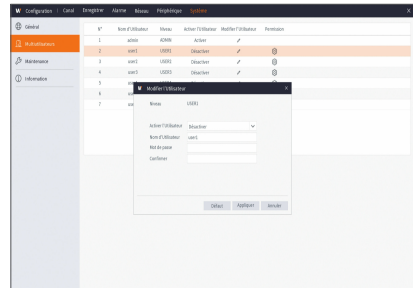 W Configuration | Canal Enregistrer Alarme Réseau Périphérique Système ×
Général
Multiutilisateurs
Maintenance
Information
N° Nom d'Utilisateur Niveau Activer l'Utilisateur Modifier l'Utilisateur Permission
1 admin ADMIN Activer
2 user1 USER1 Désactiver
3 user2 USER2 Désactiver
4 user3 USER3 Désactiver
5
6
7
W Modifier l'Utilisateur ×
Niveau USER1
Activer l'Utilisateur Désactiver
Nom d'Utilisateur user1
Mot de passe
Confirmer
Défaut Appliquer Annuler